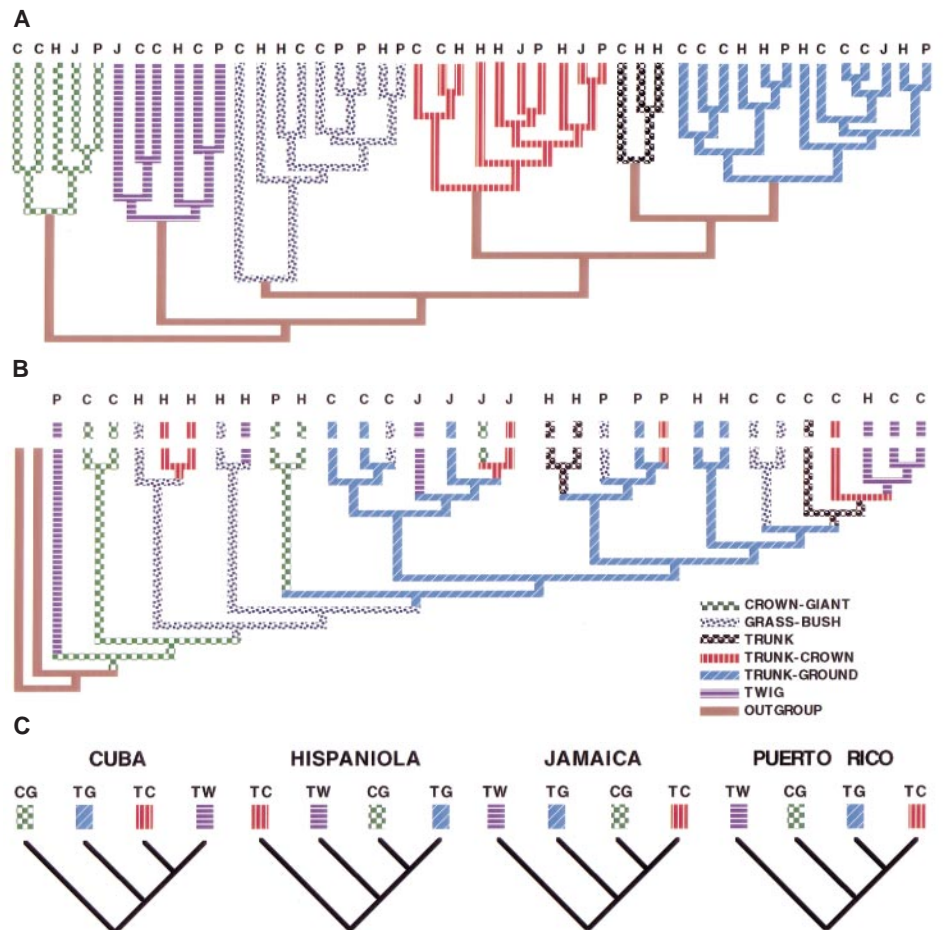 A
C C H J P J C C H C P C H H C C P P H P C C H H H J P H J P C H H C C C H H P H C C C J H P
B
P C C H H H H H P H C C C J J J J H H P P P H H C C C C H C C
CROWN-GIANT
GRASS-BUSH
TRUNK
TRUNK-CROWN
TRUNK-GROUND
TWIG
OUTGROUP
C
CUBA HISPANIOLA JAMAICA PUERTO RICO
CG TG TC TW TC TW CG TG TW TG CG TC TW CG TG TC